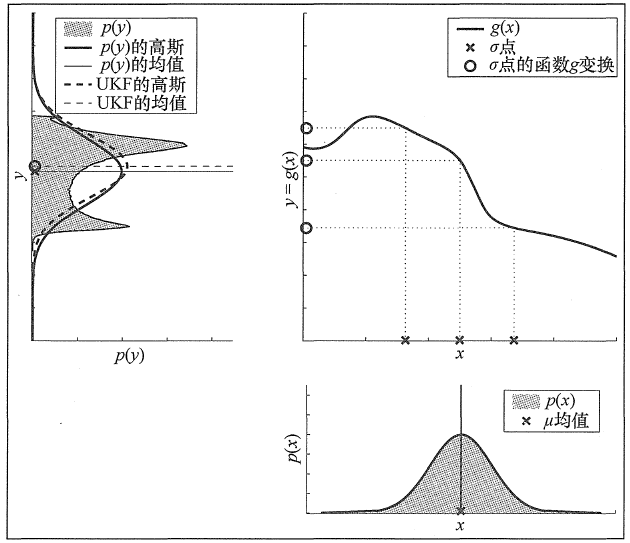 p(y)
p(y)的高斯
p(y)的均值
UKF的高斯
UKF的均值
y
p(y)
g(x)
σ点
σ点的函数g变换
y = g(x)
x
p(x)
μ均值
p(x)
x